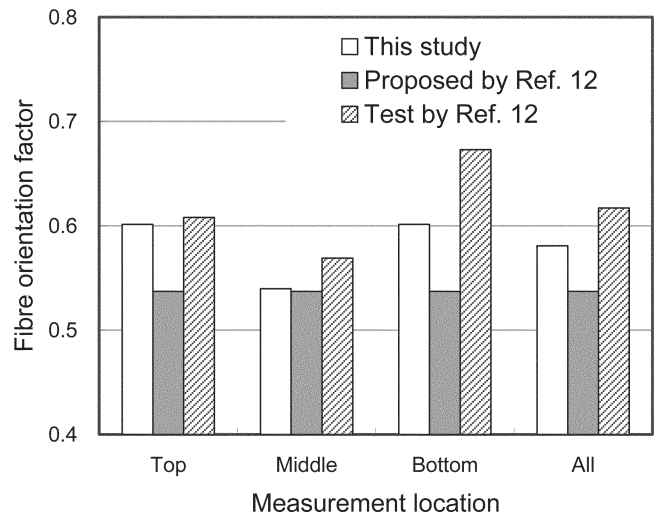 0.8
0.7
0.6
0.5
0.4
Fibre orientation factor
This study
Proposed by Ref. 12
Test by Ref. 12
Top Middle Bottom All
Measurement location